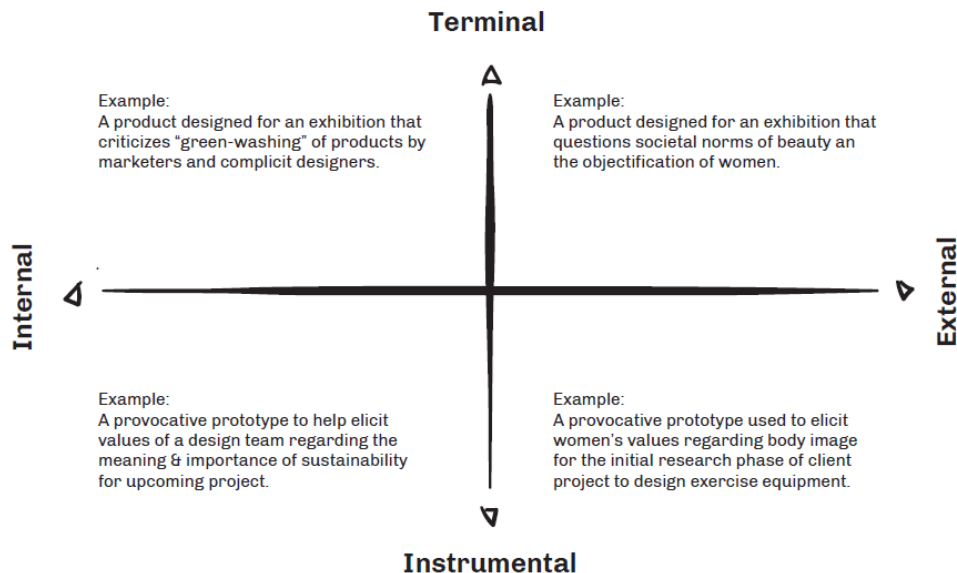 Terminal
Example:
A product designed for an exhibition that
criticizes “green-washing” of products by
marketers and complicit designers.
Example:
A product designed for an exhibition that
questions societal norms of beauty an
the objectification of women.
Internal
External
Example:
A provocative prototype to help elicit
values of a design team regarding the
meaning & importance of sustainability
for upcoming project.
Example:
A provocative prototype used to elicit
women’s values regarding body image
for the initial research phase of client
project to design exercise equipment.
Instrumental